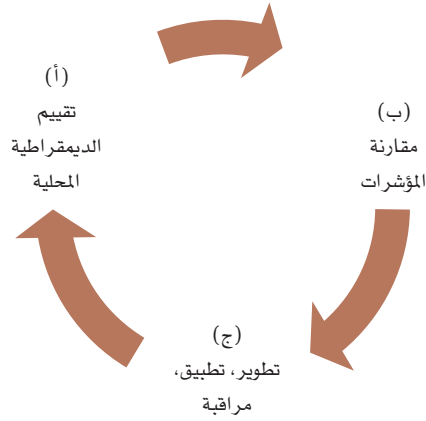 (أ)
تقييم
الديمقراطية
المحلية
(ب)
مقارنة
المؤشرات
(ج)
تطوير، تطبيق،
مراقبة